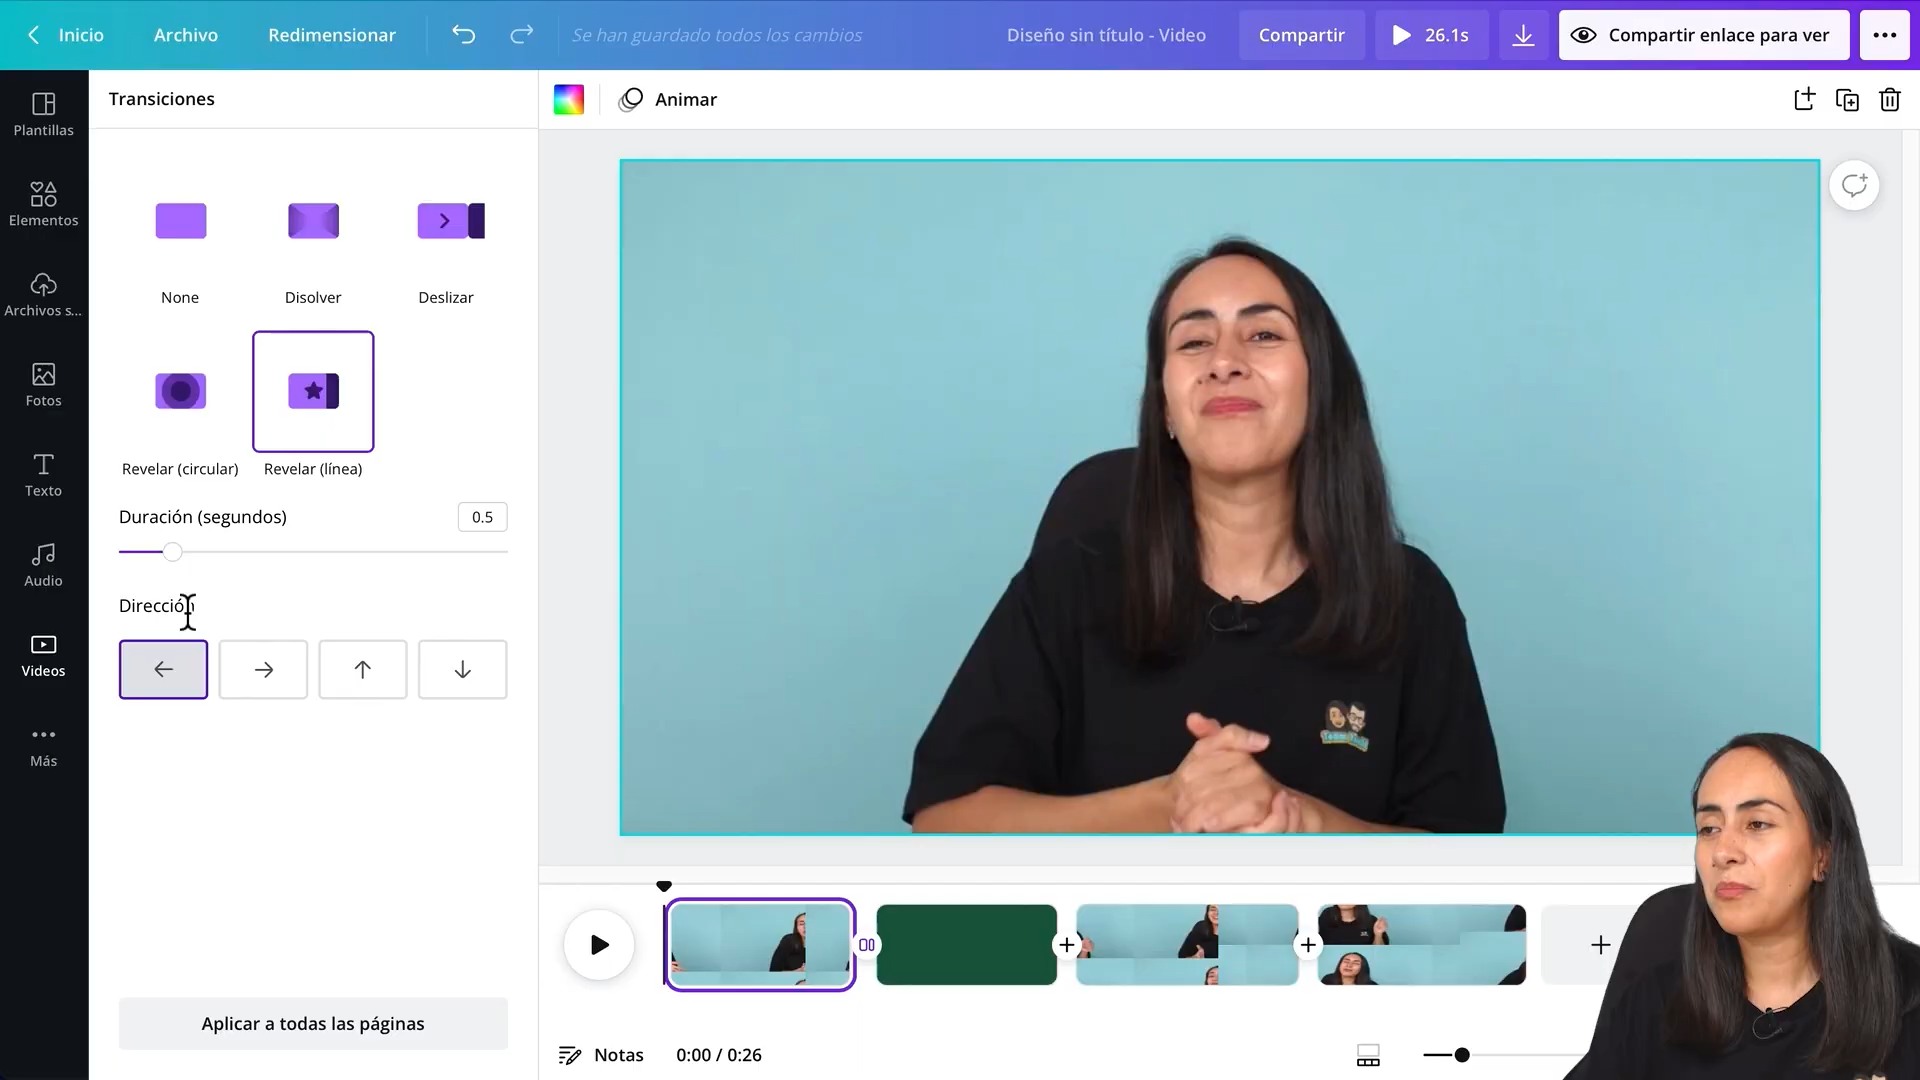 Inicio
Archivo
Redimensionar
Se han guardado todos los cambios
Diseño sin título - Video
Compartir
26.1s
Compartir enlace para ver
Plantillas
Elementos
Archivos s...
Fotos
Texto
Audio
Videos
Más
Transiciones
None
Disolver
Deslizar
Revelar (circular)
Revelar (línea)
Duración (segundos)
0.5
Dirección
Aplicar a todas las páginas
Animar
Notas
0:00 / 0:26